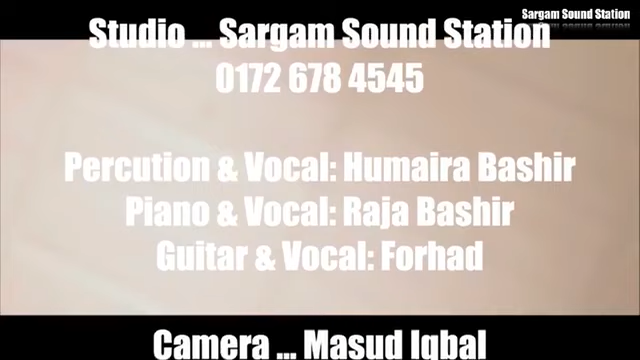 Sargam Sound Station
Studio ... Sargam Sound Station
0172 678 4545
Percution & Vocal: Humaira Bashir
Piano & Vocal: Raja Bashir
Guitar & Vocal: Forhad
Camera ... Masud Iqbal